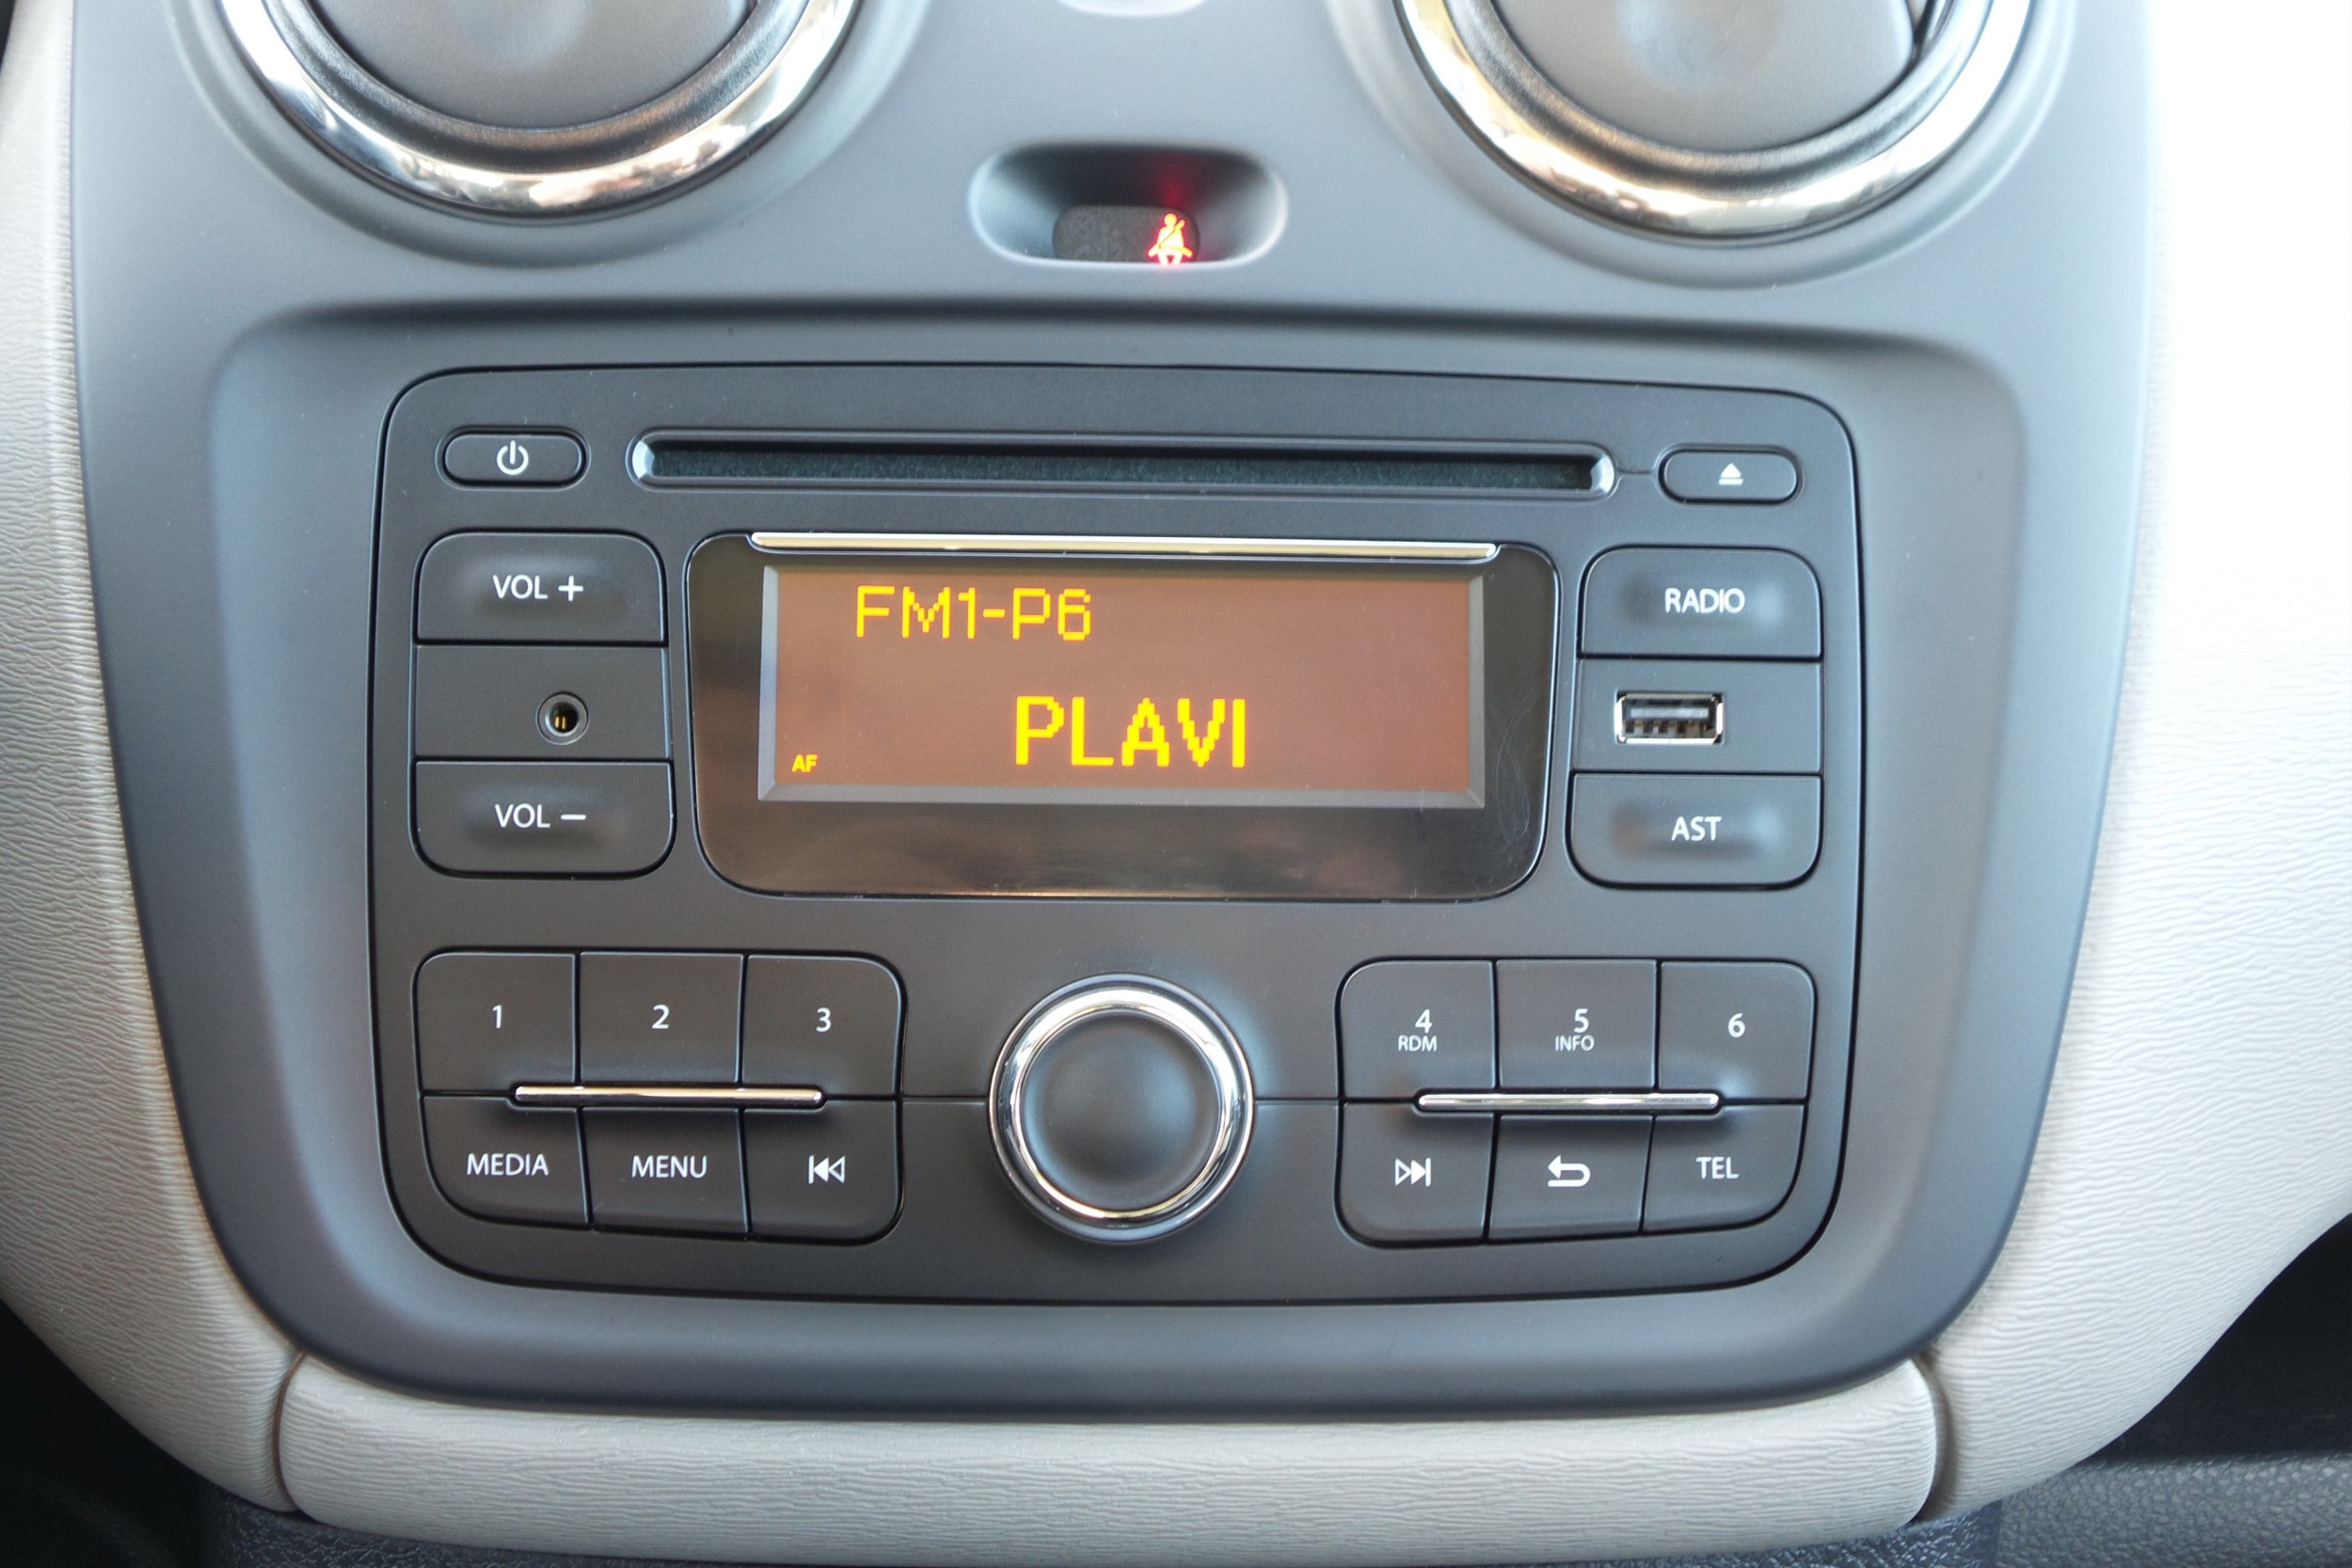 VOL +
VOL −
FM1-P6
PLAVI
AF
RADIO
AST
1 2 3
MEDIA MENU
4 5 6
RDM INFO
TEL